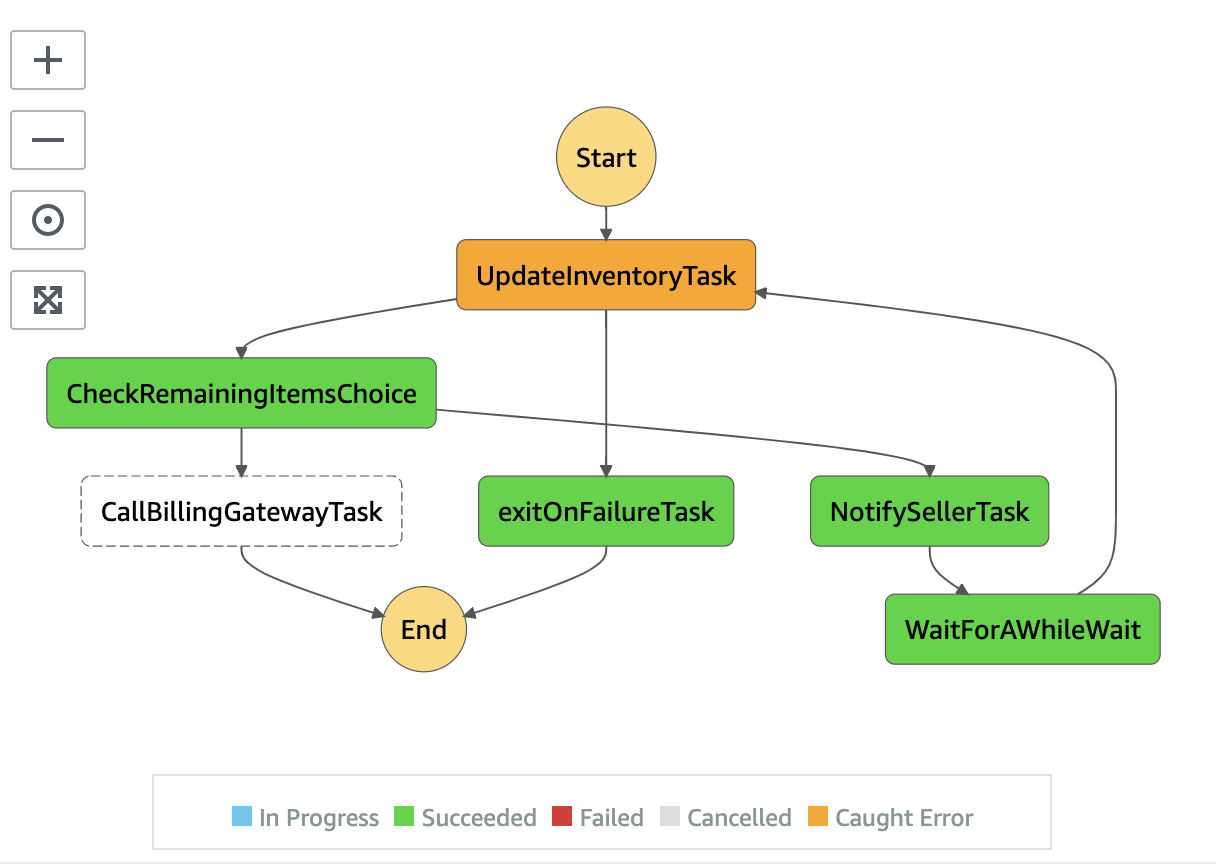 Start
UpdateInventoryTask
CheckRemainingItemsChoice
CallBillingGatewayTask
exitOnFailureTask
NotifySellerTask
End
WaitForAWhileWait
In Progress Succeeded Failed Cancelled Caught Error